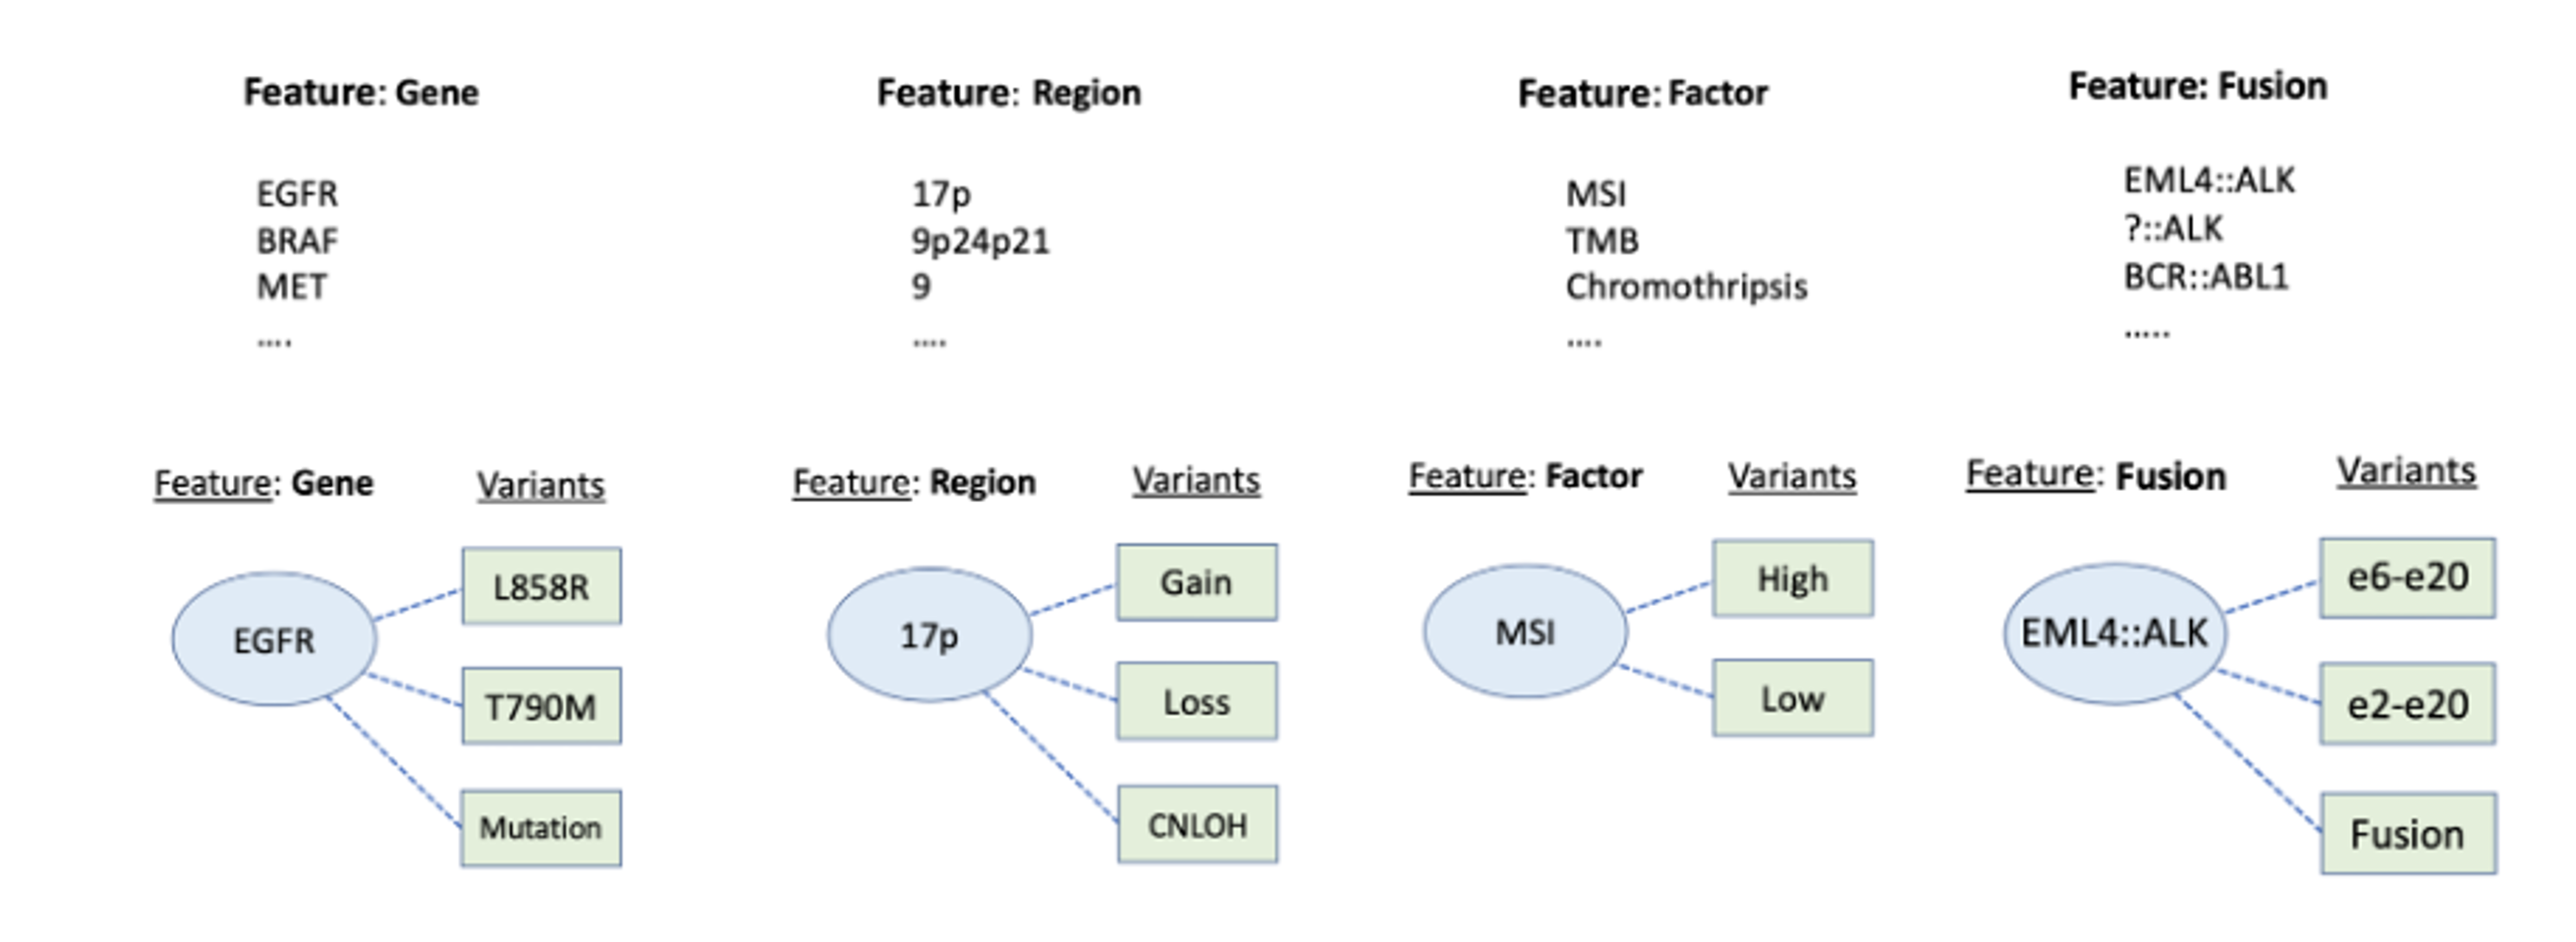 Feature: Gene
EGFR
BRAF
MET
....
Feature: Region
17p
9p24p21
9
....
Feature: Factor
MSI
TMB
Chromothripsis
....
Feature: Fusion
EML4::ALK
?::ALK
BCR::ABL1
.....
Feature: Gene
Variants
EGFR
L858R
T790M
Mutation
Feature: Region
Variants
17p
Gain
Loss
CNLOH
Feature: Factor
Variants
MSI
High
Low
Feature: Fusion
Variants
EML4::ALK
e6-e20
e2-e20
Fusion